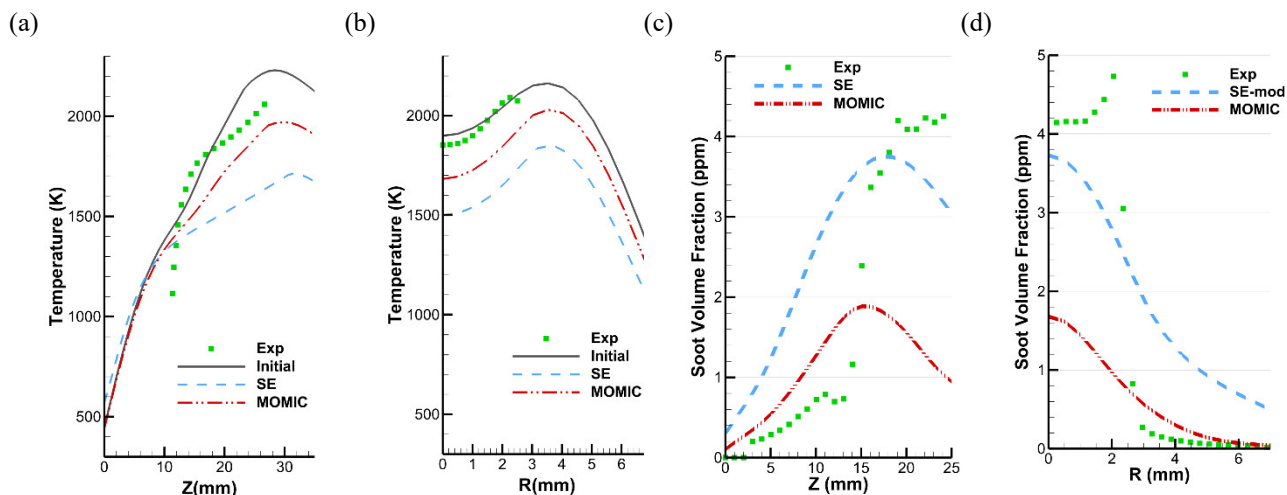 (a)
Temperature (K)
2000
1500
1000
500
0
10
20
30
Z(mm)
Exp
Initial
SE
MOMIC
(b)
Temperature (K)
2000
1500
1000
500
0
1
2
3
4
5
6
R(mm)
Exp
Initial
SE
MOMIC
(c)
Soot Volume Fraction (ppm)
5
4
3
2
1
0
0
5
10
15
20
25
Z (mm)
Exp
SE
MOMIC
(d)
Soot Volume Fraction (ppm)
5
4
3
2
1
0
0
2
4
6
R (mm)
Exp
SE-mod
MOMIC